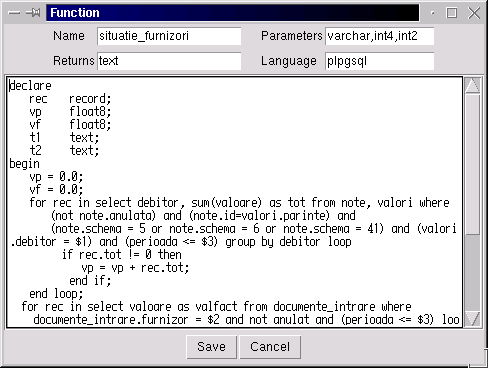 Function
Name situatie_furnizori Parameters varchar,int4,int2
Returns text Language plpgsql
declare
rec record;
vp float8;
vf float8;
t1 text;
t2 text;
begin
vp = 0.0;
vf = 0.0;
for rec in select debitor, sum(valoare) as tot from note, valori where
(not note.anulata) and (note.id=valori.parinte) and
(note.schema = 5 or note.schema = 6 or note.schema = 41) and (valori
.debitor = $1) and (perioada <= $3) group by debitor loop
if rec.tot != 0 then
vp = vp + rec.tot;
end if;
end loop;
for rec in select valoare as valfact from documente_intrare where
documente_intrare.furnizor = $2 and not anulat and (perioada <= $3) loo
Save Cancel